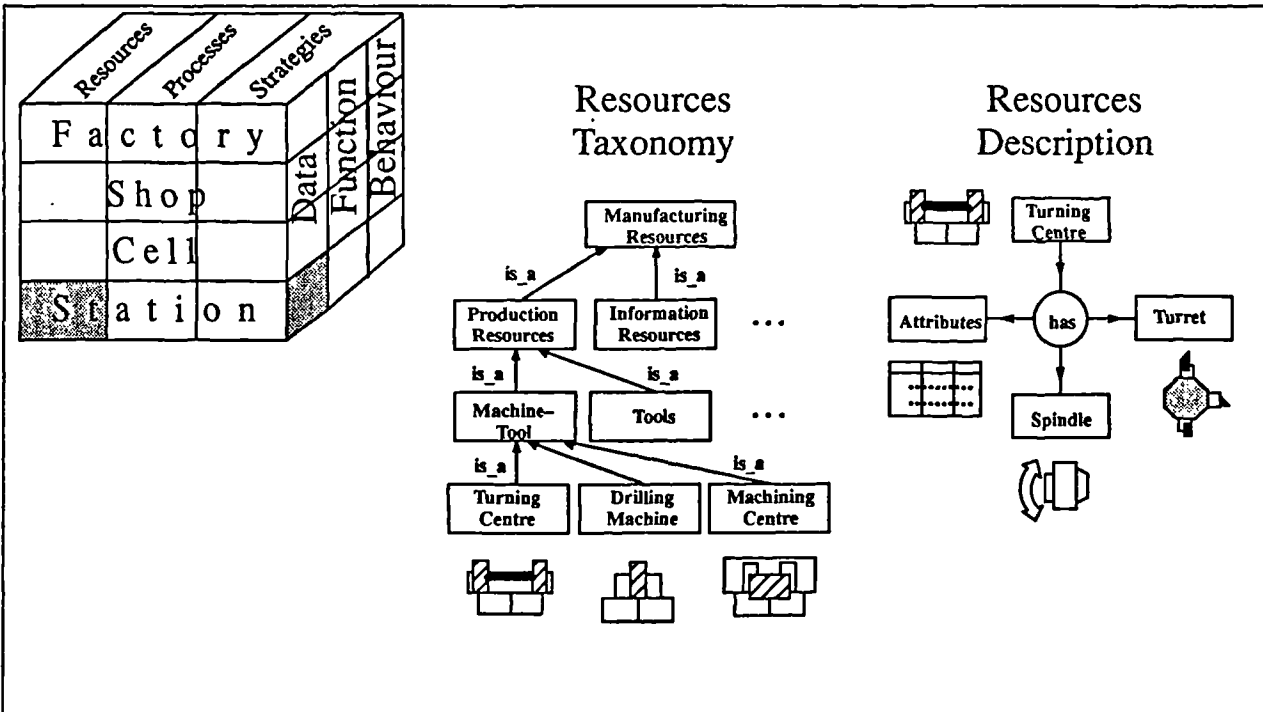 Resources
Processes
Strategies
Factory
Shop
Cell
Station
Data
Function
Behaviour
Resources
Taxonomy
Manufacturing
Resources
is_a
is_a
Production
Resources
Information
Resources
...
is_a
is_a
Machine-
Tool
Tools
...
is_a
is_a
Turning
Centre
Drilling
Machine
Machining
Centre
Resources
Description
Turning
Centre
Attributes
has
Turret
Spindle